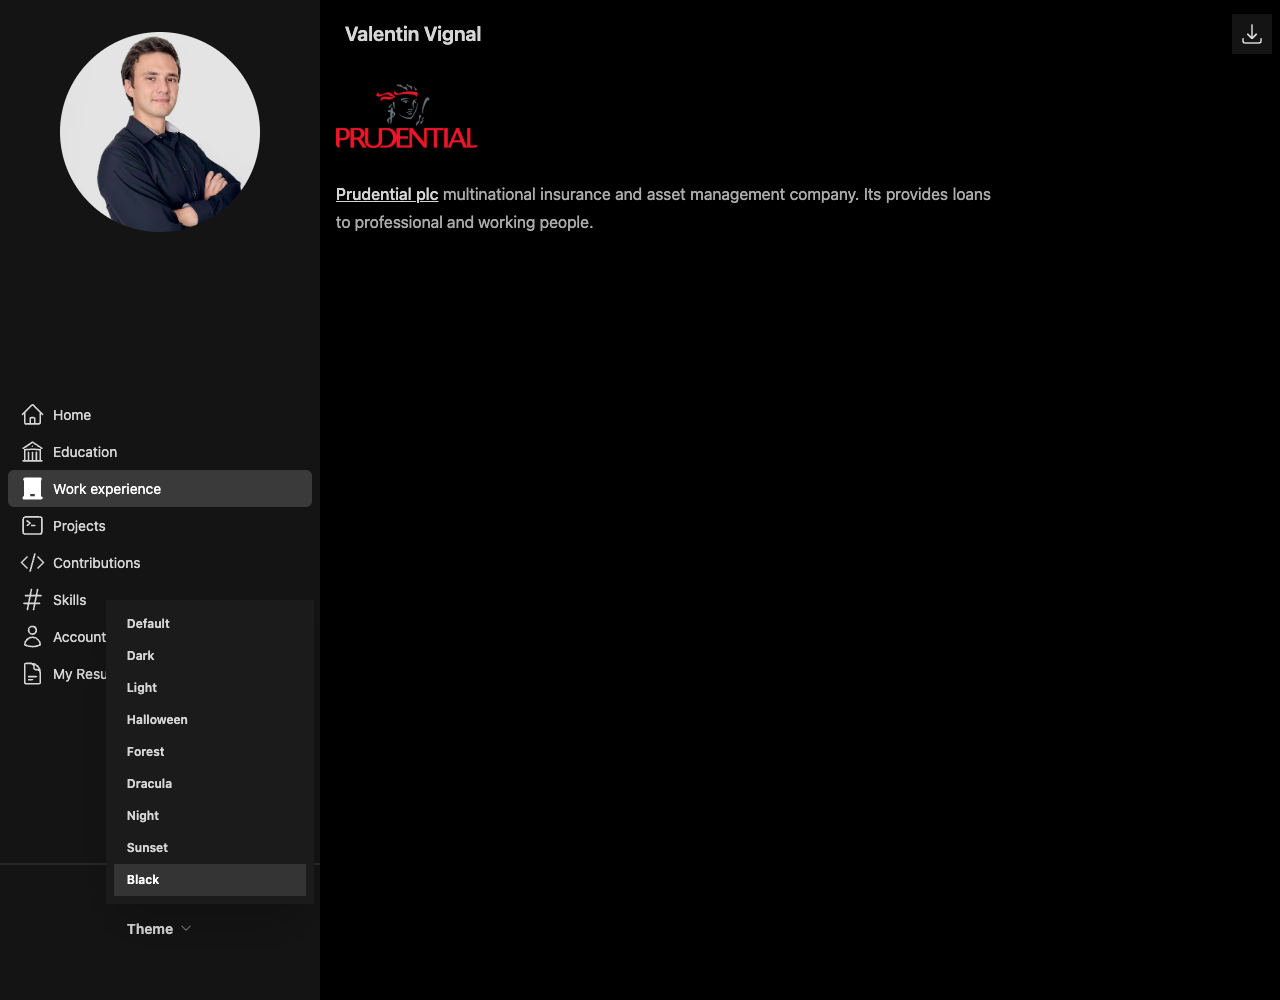 Valentin Vignal
PRUDENTIAL
Prudential plc multinational insurance and asset management company. Its provides loans
to professional and working people.
Home
Education
Work experience
Projects
Contributions
Skills
Account
My Resu
Default
Dark
Light
Halloween
Forest
Dracula
Night
Sunset
Black
Theme